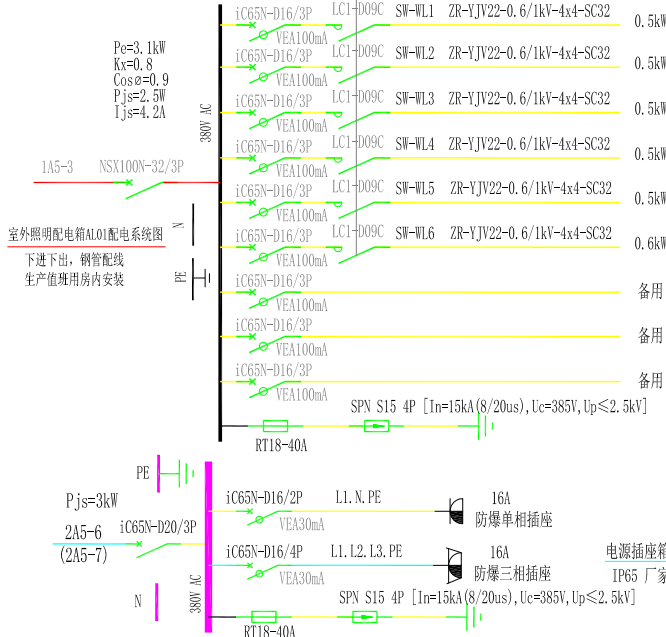 iC65N-D16/3P LC1-D09C SW-WL1 ZR-YJV22-0.6/1kV-4x4-SC32 0.5kW
VEA100mA
iC65N-D16/3P LC1-D09C SW-WL2 ZR-YJV22-0.6/1kV-4x4-SC32 0.5kW
VEA100mA
iC65N-D16/3P LC1-D09C SW-WL3 ZR-YJV22-0.6/1kV-4x4-SC32 0.5kW
VEA100mA
iC65N-D16/3P LC1-D09C SW-WL4 ZR-YJV22-0.6/1kV-4x4-SC32 0.5kW
VEA100mA
iC65N-D16/3P LC1-D09C SW-WL5 ZR-YJV22-0.6/1kV-4x4-SC32 0.5kW
VEA100mA
iC65N-D16/3P LC1-D09C SW-WL6 ZR-YJV22-0.6/1kV-4x4-SC32 0.6kW
VEA100mA
iC65N-D16/3P 备用
VEA100mA
iC65N-D16/3P 备用
VEA100mA
iC65N-D16/3P 备用
VEA100mA
Pe=3.1kW
Kx=0.8
Cosø=0.9
Pjs=2.5W
Ijs=4.2A
380V AC
1A5-3 NSX100N-32/3P
N
室外照明配电箱AL01配电系统图
下进下出，钢管配线
生产值班用房内安装
PE
SPN S15 4P [In=15kA(8/20us),Uc=385V,Up≤2.5kV]
RT18-40A
PE
Pjs=3kW
2A5-6 iC65N-D20/3P
(2A5-7)
N
380V AC
iC65N-D16/2P L1.N.PE 16A
VEA30mA 防爆单相插座
iC65N-D16/4P L1.L2.L3.PE 16A
VEA30mA 防爆三相插座
电源插座箱
IP65 厂家
SPN S15 4P [In=15kA(8/20us),Uc=385V,Up≤2.5kV]
RT18-40A